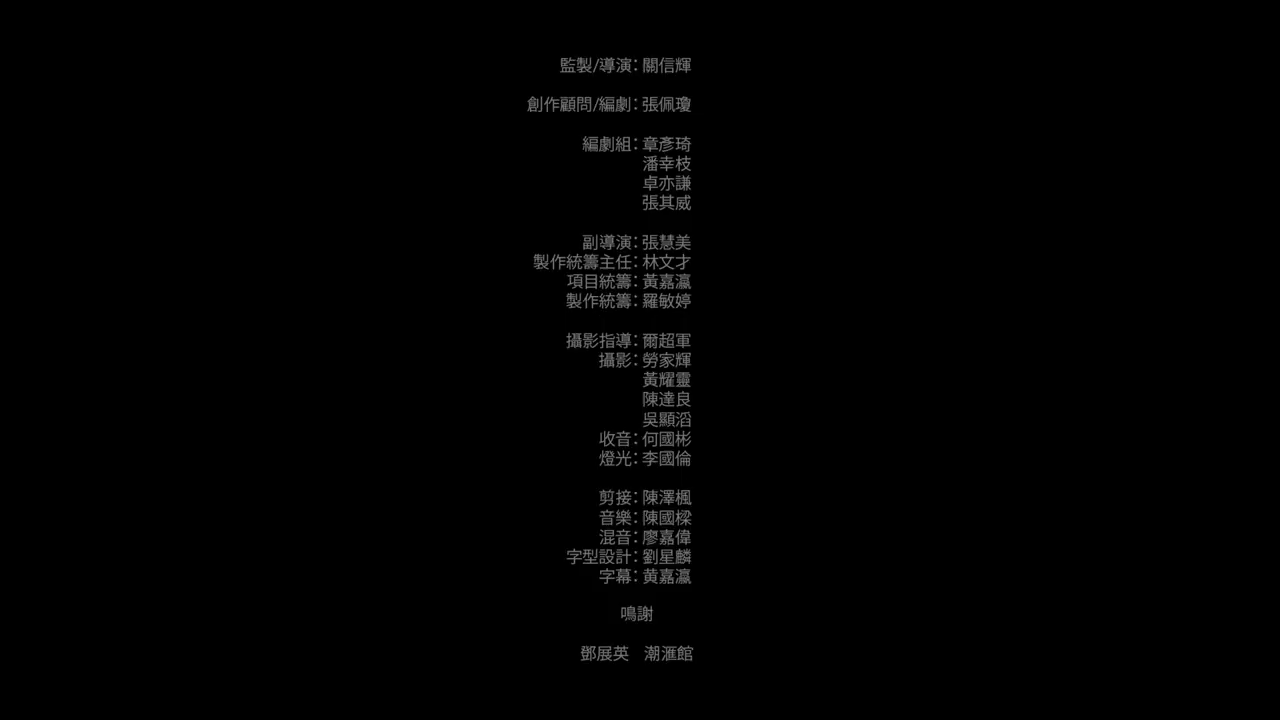 監製/導演：關信輝
創作顧問/編劇：張佩瓊
編劇組：章彥琦
潘幸枝
卓亦謙
張其威
副導演：張慧美
製作統籌主任：林文才
項目統籌：黃嘉瀛
製作統籌：羅敏婷
攝影指導：爾超軍
攝影：勞家輝
黃耀靈
陳達良
吳顯滔
收音：何國彬
燈光：李國倫
剪接：陳澤楓
音樂：陳國樑
混音：廖嘉偉
字型設計：劉星麟
字幕：黄嘉瀛
鳴謝
鄧展英　潮滙館